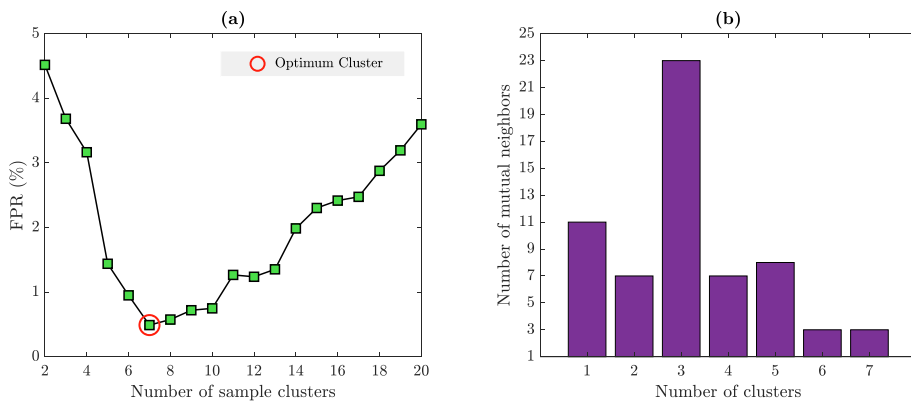 (a)
5
4
3
2
1
0
FPR (%)
Optimum Cluster
2 4 6 8 10 12 14 16 18 20
Number of sample clusters
(b)
25
23
21
19
17
15
13
11
9
7
5
3
1
Number of mutual neighbors
1 2 3 4 5 6 7
Number of clusters